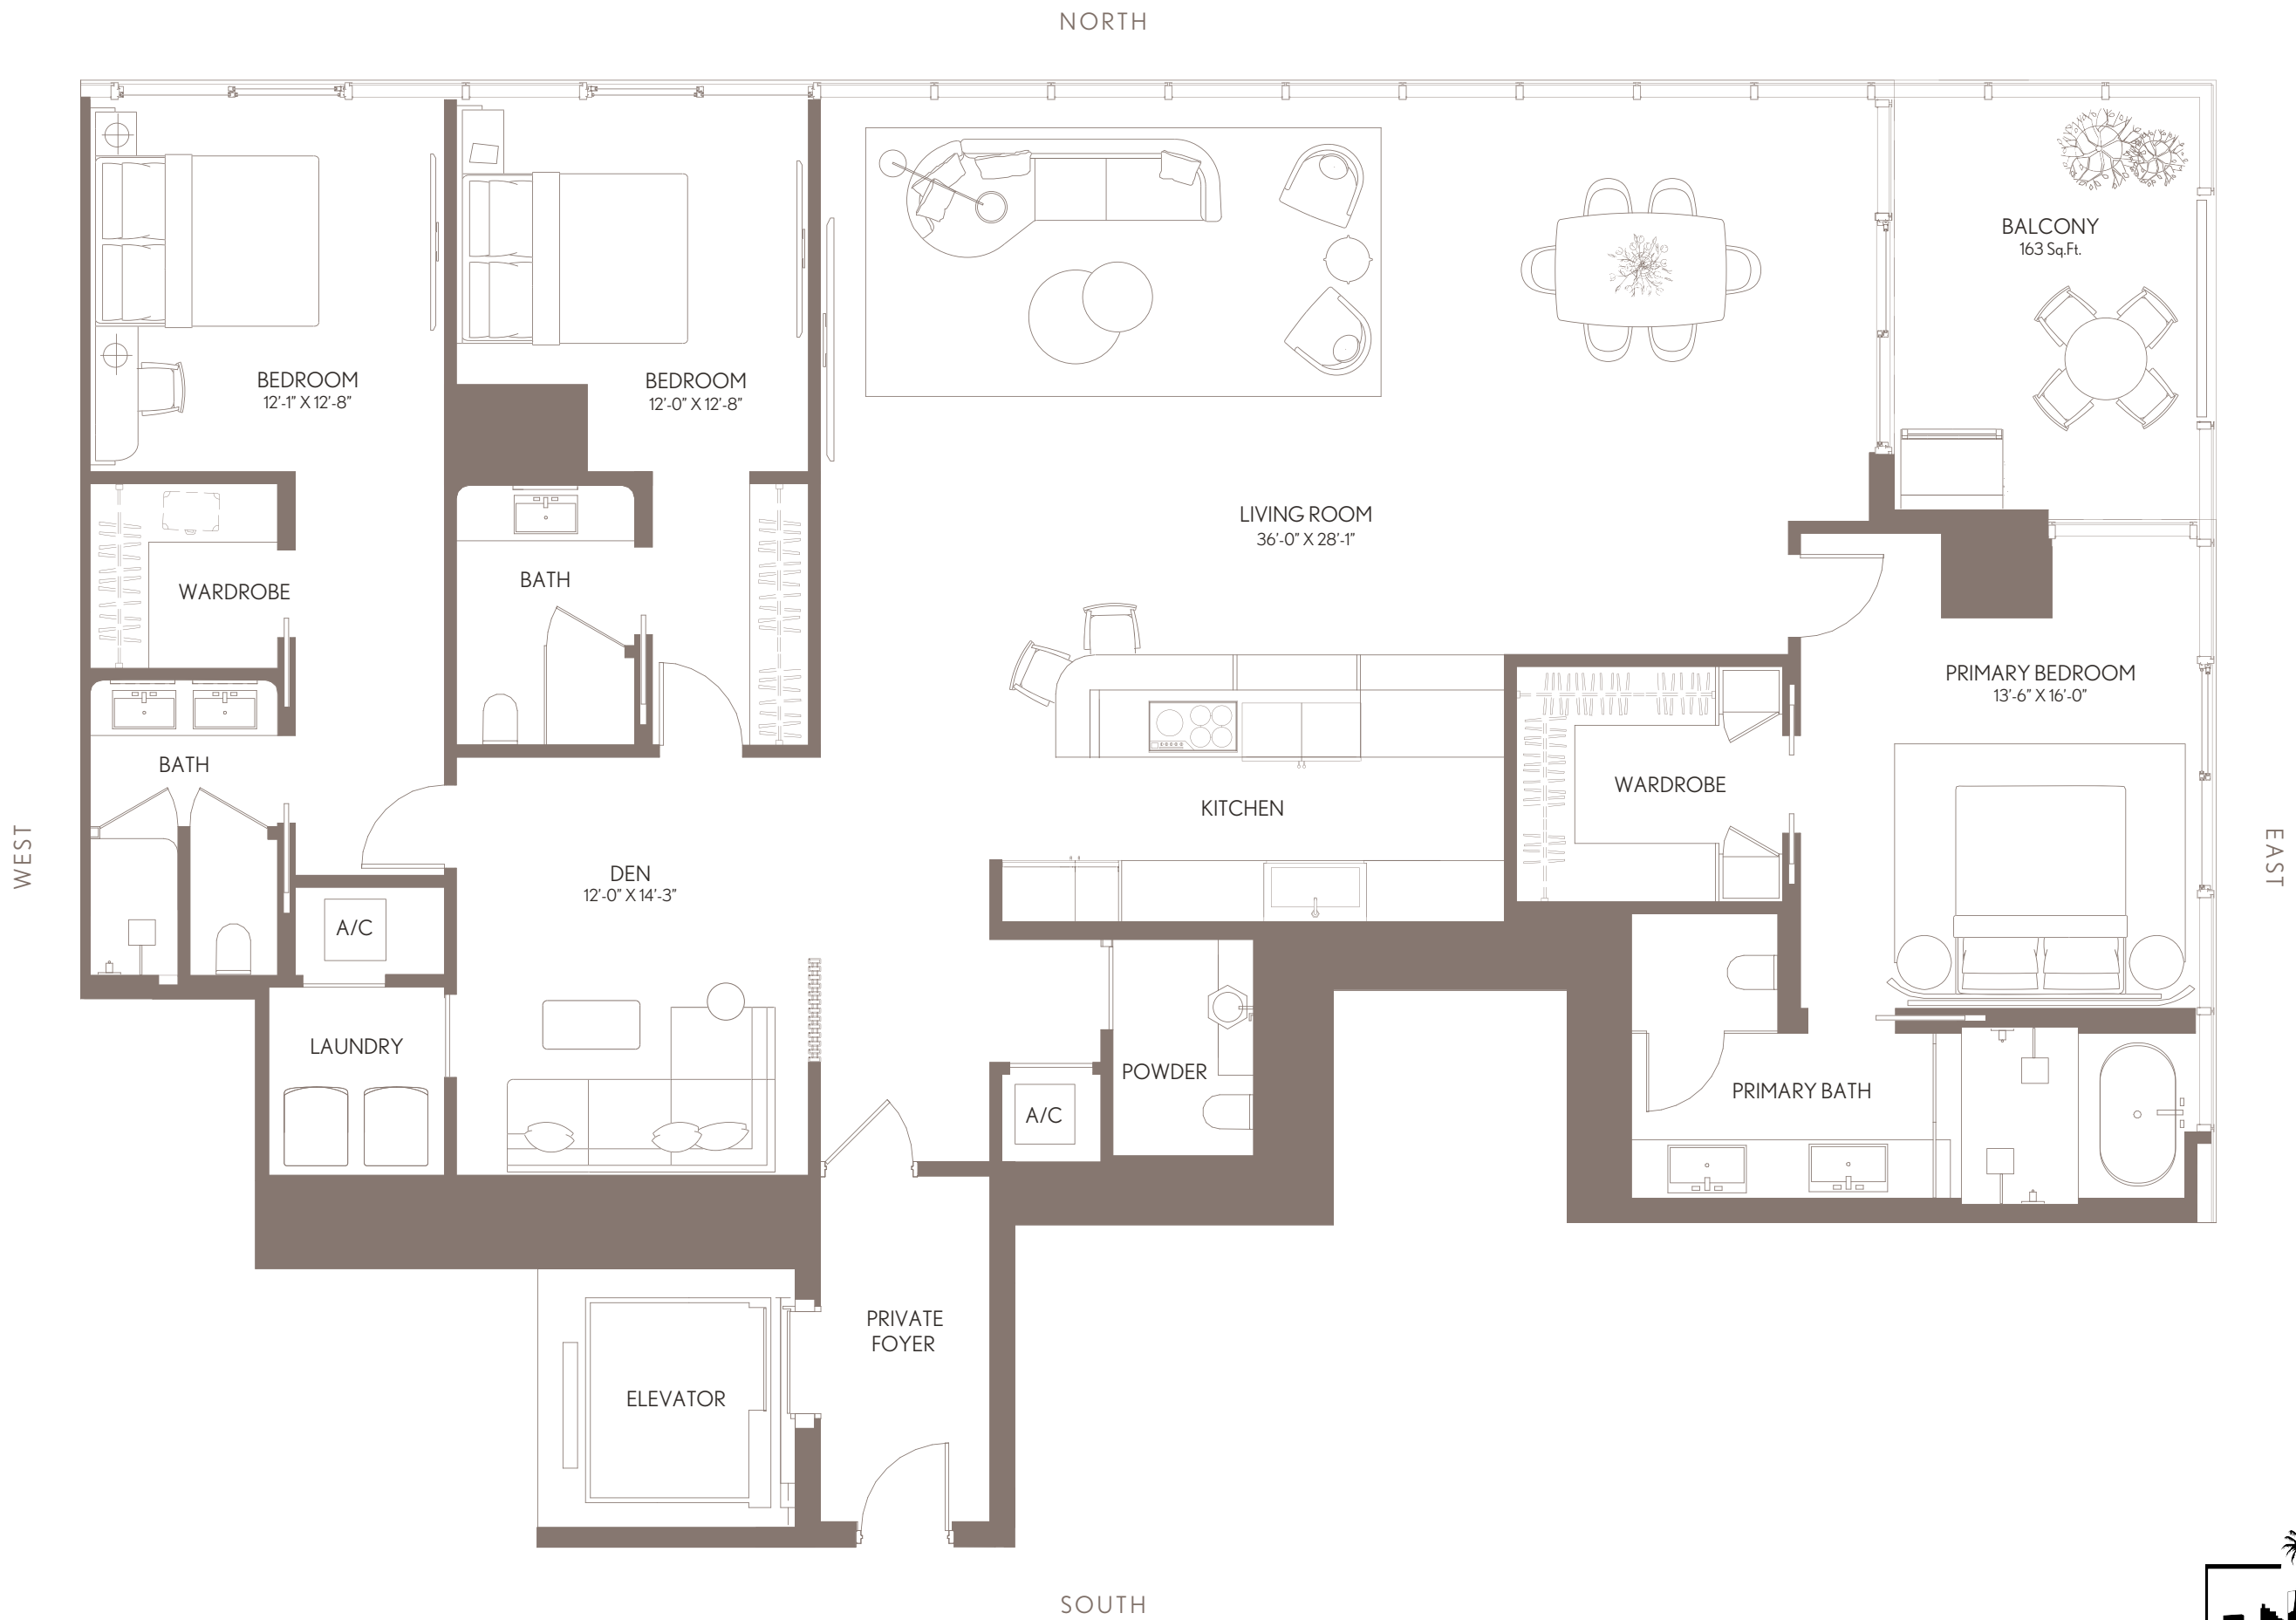 NORTH
BALCONY
163 Sq.Ft.
BEDROOM
12'-1" X 12'-8"
BEDROOM
12'-0" X 12'-8"
LIVING ROOM
36'-0" X 28'-1"
WARDROBE
BATH
PRIMARY BEDROOM
13'-6" X 16'-0"
BATH
WARDROBE
KITCHEN
WEST
EAST
DEN
12'-0" X 14'-3"
A/C
LAUNDRY
POWDER
A/C
PRIMARY BATH
PRIVATE
FOYER
ELEVATOR
SOUTH